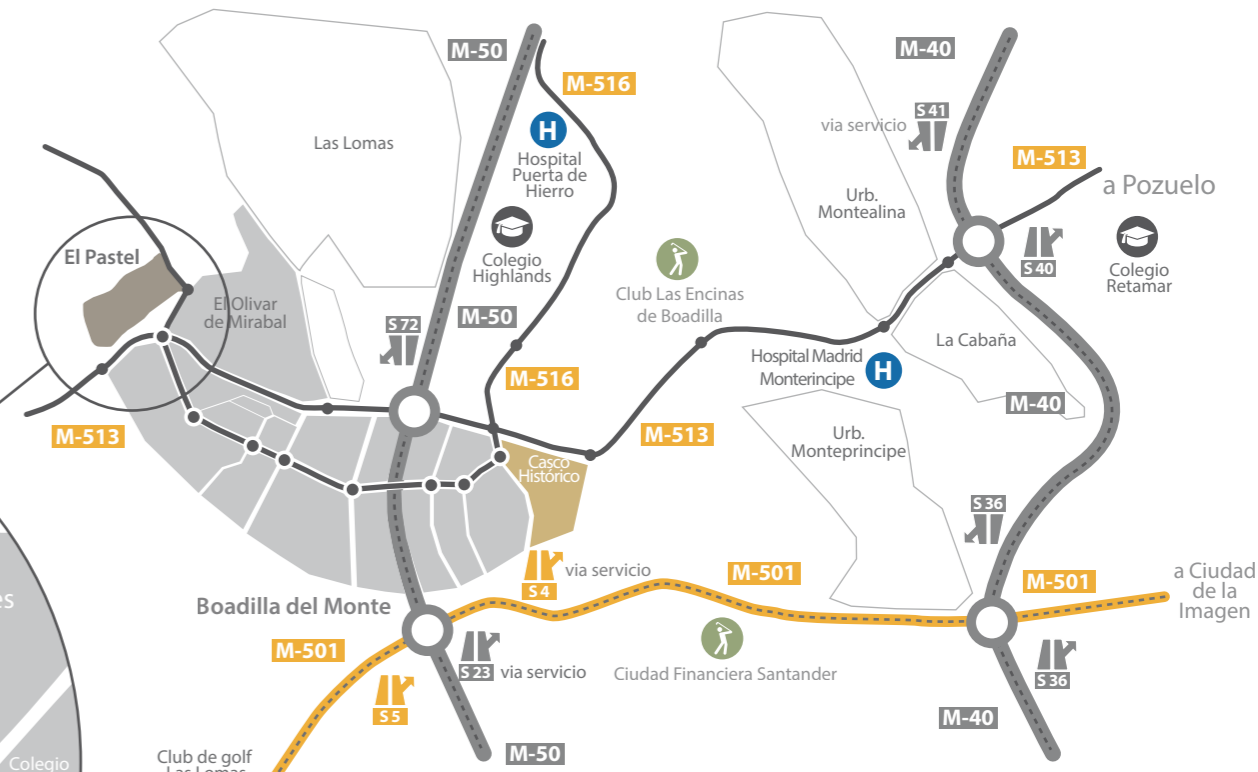 M-50
M-40
M-516
S 41
via servicio
Las Lomas
H
Hospital
Puerta de
Hierro
M-513
a Pozuelo
Urb.
Montealina
El Pastel
Colegio
Highlands
S 40
Colegio
Retamar
El Olivar
de Mirabal
Club Las Encinas
de Boadilla
S 72
M-50
La Cabaña
Hospital Madrid
Monterincipe
H
M-516
M-40
M-513
M-513
Urb.
Monteprincipe
Casco
Histórico
S 36
via servicio
S 4
M-501
M-501
a Ciudad
de la
Imagen
es
Boadilla del Monte
M-501
S 23
via servicio
Ciudad Financiera Santander
S 36
S 5
M-40
M-50
Colegio
Club de golf
Las Lomas